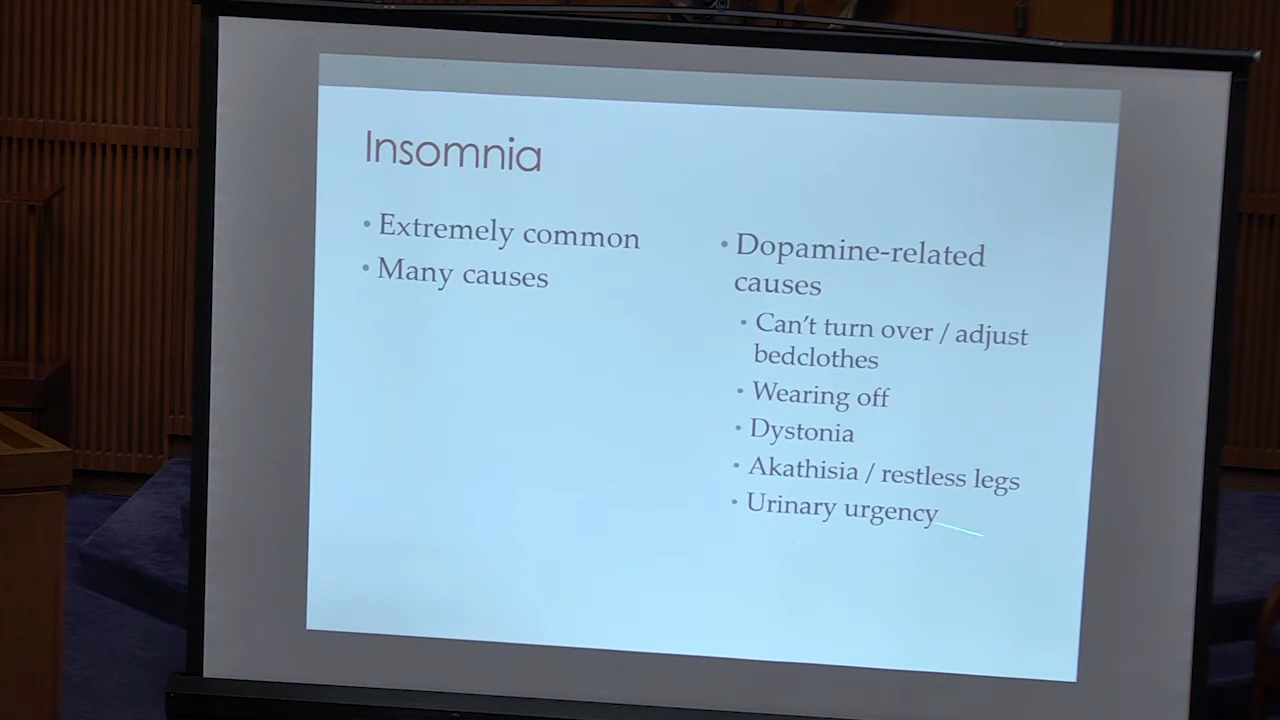 Insomnia
• Extremely common
• Many causes
• Dopamine-related
causes
• Can't turn over / adjust
bedclothes
• Wearing off
• Dystonia
• Akathisia / restless legs
• Urinary urgency